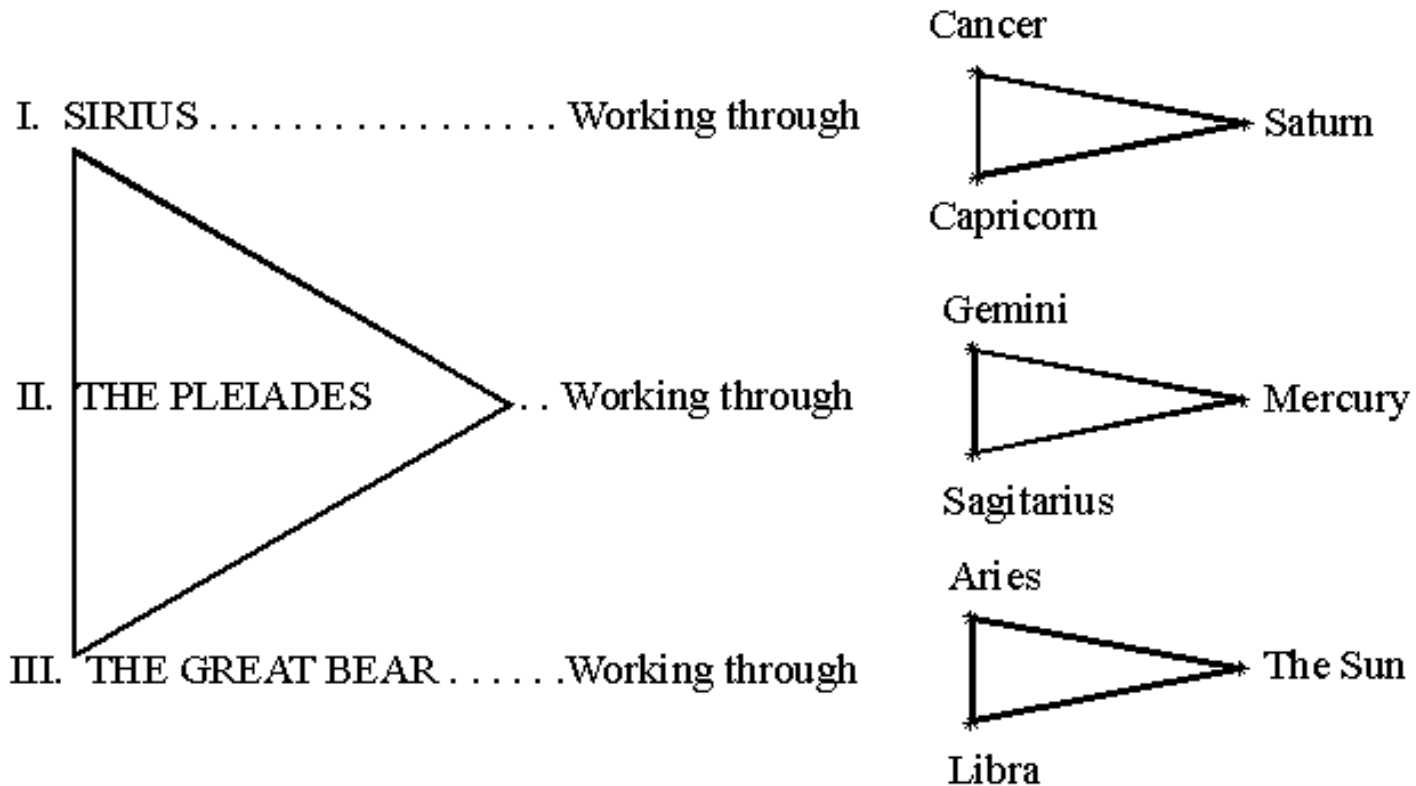 Cancer
I. SIRIUS . . . . . . . . . . . . . . . . . Working through
Saturn
Capricorn
Gemini
II. THE PLEIADES . . Working through
Mercury
Sagitarius
Aries
III. THE GREAT BEAR . . . . . . Working through
The Sun
Libra